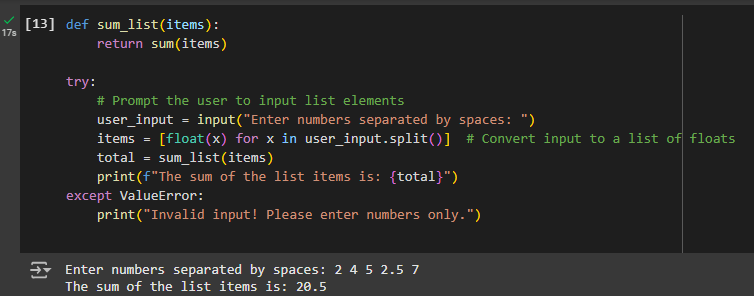 [13] def sum_list(items):
17s
    return sum(items)
try:
    # Prompt the user to input list elements
    user_input = input("Enter numbers separated by spaces: ")
    items = [float(x) for x in user_input.split()]  # Convert input to a list of floats
    total = sum_list(items)
    print(f"The sum of the list items is: {total}")
except ValueError:
    print("Invalid input! Please enter numbers only.")
Enter numbers separated by spaces: 2 4 5 2.5 7
The sum of the list items is: 20.5